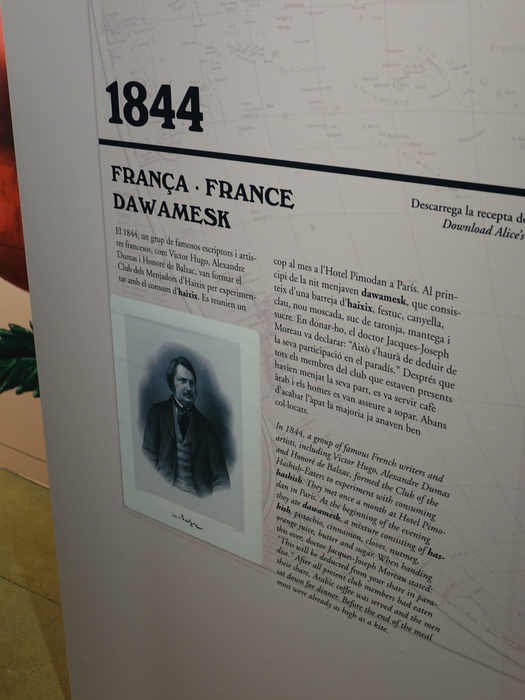 1844
FRANÇA · FRANCE
DAWAMESK
Descarrega la recepta de
Download Alice's
El 1844, un grup de famosos escriptors i artis-
tes francesos, com Victor Hugo, Alexandre
Dumas i Honoré de Balzac, van formar el
Club dels Menjadors d'Haixix per experimen-
tar amb el consum d'haixix. Es reunien un
cop al mes a l'Hotel Pimodan a París. Al prin-
cipi de la nit menjaven dawamesk, que consis-
teix d'una barreja d'haixix, festuc, canyella,
clau, nou moscada, suc de taronja, mantega i
sucre. En donar-ho, el doctor Jacques-Joseph
Moreau va declarar: "Això s'haurà de deduir de
la seva participació en el paradís." Després que
tots els membres del club que estaven presents
havien menjat la seva part, es va servir cafè
àrab i els homes es van asseure a sopar. Abans
d'acabar l'àpat la majoria ja anaven ben
col·locats.
In 1844, a group of famous French writers and
artists, including Victor Hugo, Alexandre Dumas
and Honoré de Balzac, formed the Club of the
Hashish-Eaters to experiment with consuming
hashish. They met once a month at Hotel Pimo-
dan in Paris. At the beginning of the evening
they ate dawamesk, a mixture consisting of has-
hish, pistachio, cinnamon, cloves, nutmeg,
orange juice, butter and sugar. When handing
this over, doctor Jacques-Joseph Moreau stated:
"This will be deducted from your share in para-
dise." After all present club members had eaten
their share, Arabic coffee was served and the men
sat down for dinner. Before the end of the meal
most were already as high as a kite.